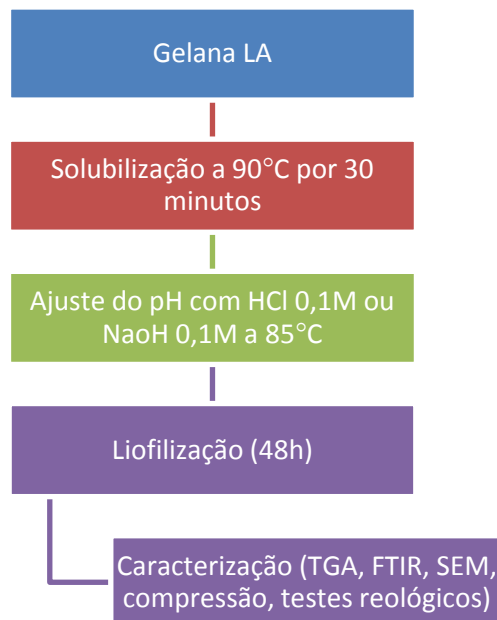 Gelana LA
Solubilização a 90°C por 30
minutos
Ajuste do pH com HCl 0,1M ou
NaoH 0,1M a 85°C
Liofilização (48h)
Caracterização (TGA, FTIR, SEM,
compressão, testes reológicos)